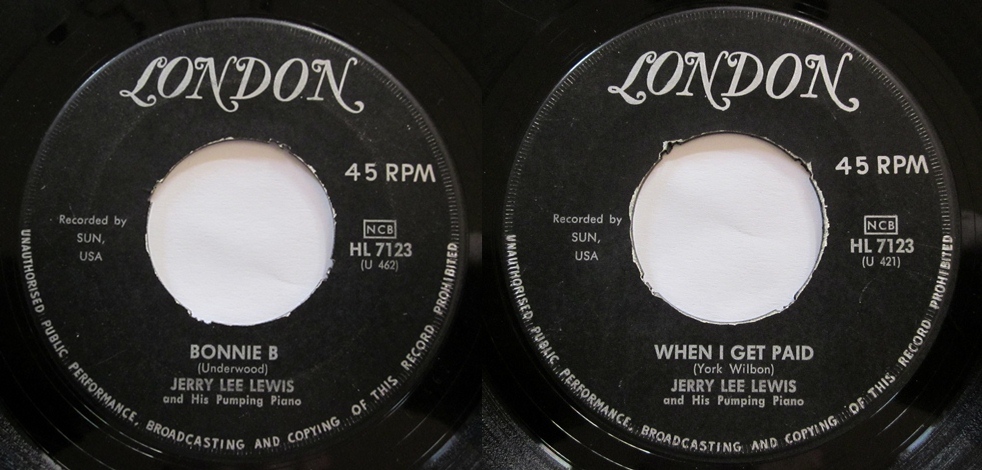 LONDON
45 RPM
Recorded by
SUN,
USA
NCB
HL 7123
(U 462)
BONNIE B
(Underwood)
JERRY LEE LEWIS
and His Pumping Piano
UNAUTHORISED PUBLIC PERFORMANCE, BROADCASTING AND COPYING OF THIS RECORD PROHIBITED
LONDON
45 RPM
Recorded by
SUN,
USA
NCB
HL 7123
(U 421)
WHEN I GET PAID
(York Wilbon)
JERRY LEE LEWIS
and His Pumping Piano
UNAUTHORISED PUBLIC PERFORMANCE, BROADCASTING AND COPYING OF THIS RECORD PROHIBITED